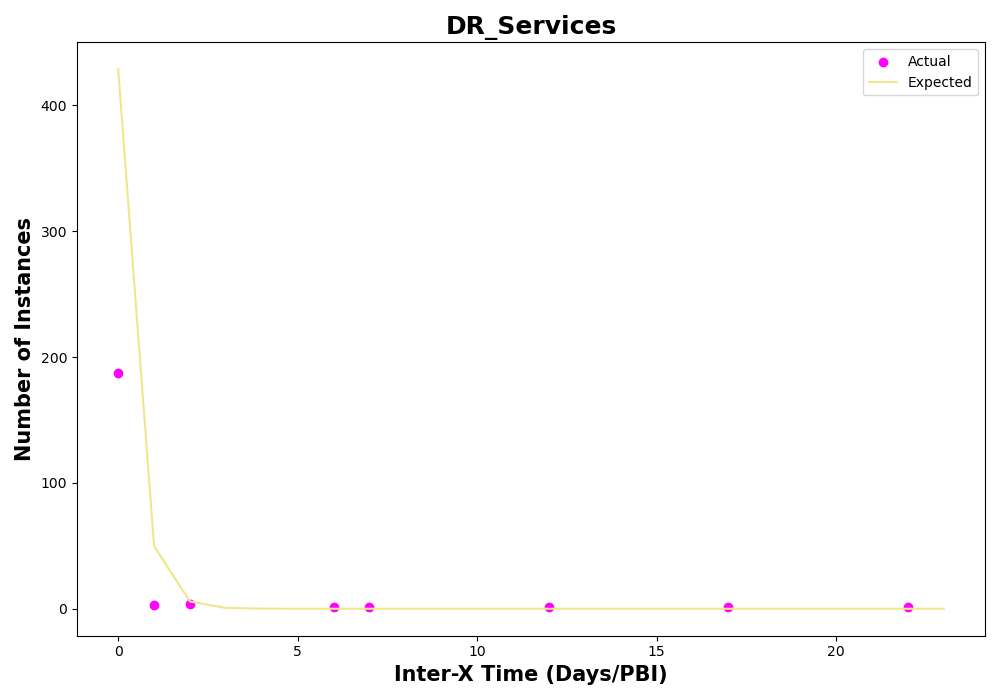 DR_Services
Actual
Expected
Number of Instances
400
300
200
100
0
0 5 10 15 20
Inter-X Time (Days/PBI)